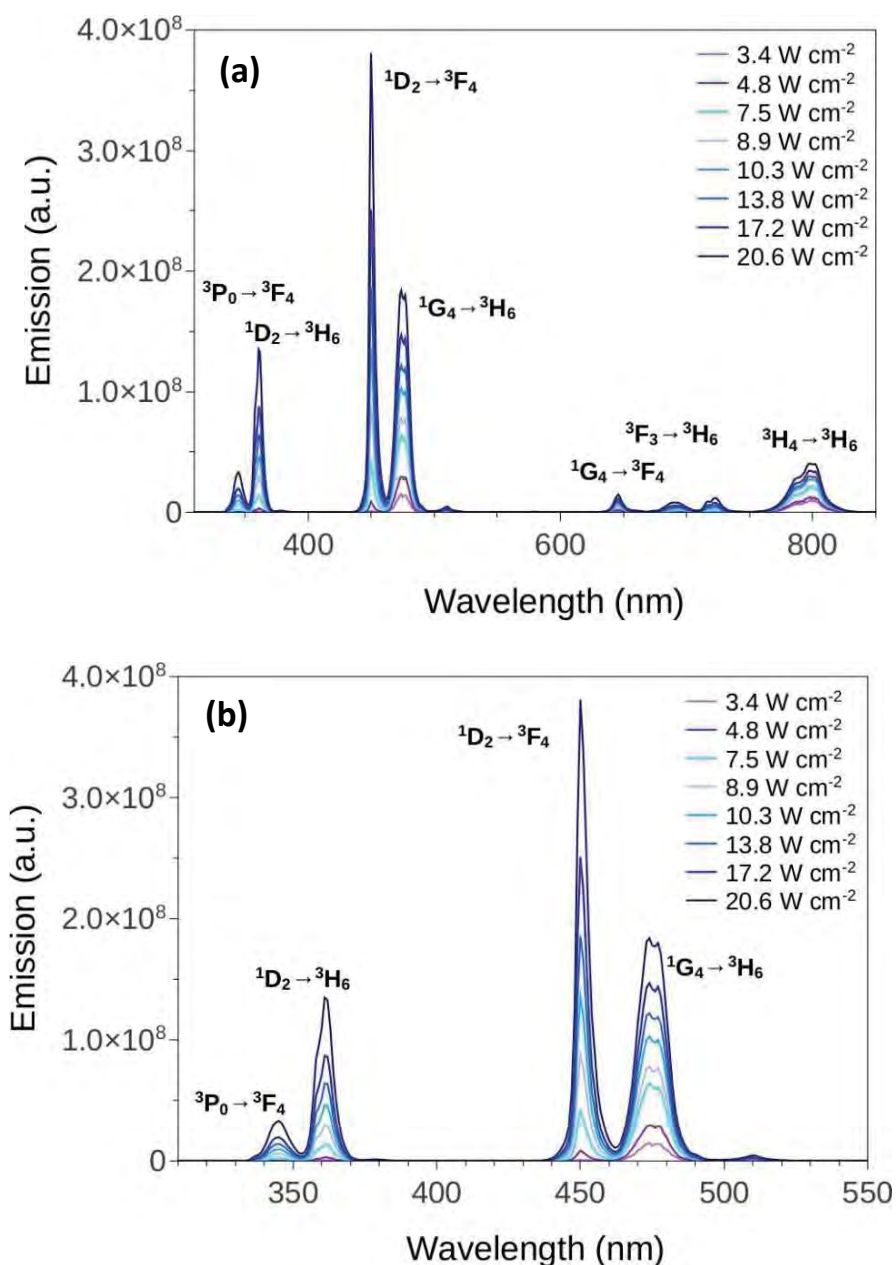 (a)
4.0×10⁸
3.0×10⁸
2.0×10⁸
1.0×10⁸
0
Emission (a.u.)
¹D₂→³F₄
³P₀→³F₄
¹D₂→³H₆
¹G₄→³H₆
³F₃→³H₆
¹G₄→³F₄
³H₄→³H₆
3.4 W cm⁻²
4.8 W cm⁻²
7.5 W cm⁻²
8.9 W cm⁻²
10.3 W cm⁻²
13.8 W cm⁻²
17.2 W cm⁻²
20.6 W cm⁻²
400 600 800
Wavelength (nm)
(b)
4.0×10⁸
3.0×10⁸
2.0×10⁸
1.0×10⁸
0
Emission (a.u.)
¹D₂→³F₄
¹D₂→³H₆
¹G₄→³H₆
³P₀→³F₄
3.4 W cm⁻²
4.8 W cm⁻²
7.5 W cm⁻²
8.9 W cm⁻²
10.3 W cm⁻²
13.8 W cm⁻²
17.2 W cm⁻²
20.6 W cm⁻²
350 400 450 500 550
Wavelength (nm)